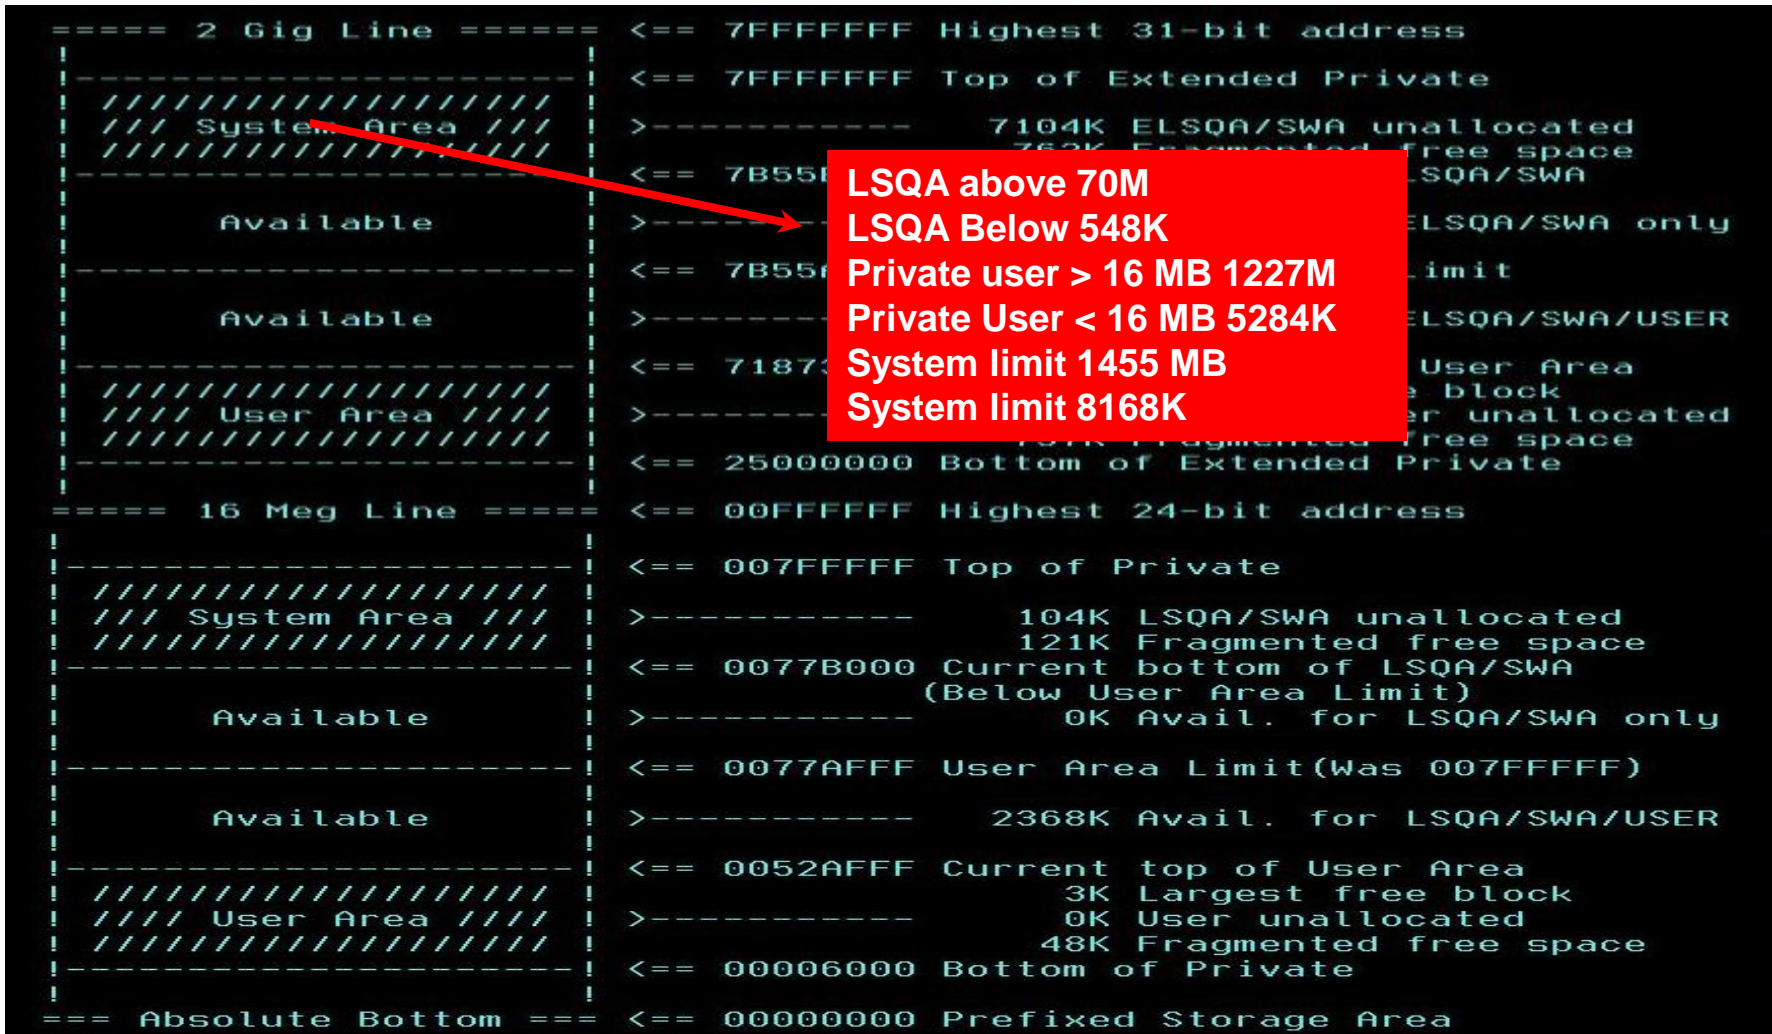 ===== 2 Gig Line ====== <== 7FFFFFFF Highest 31-bit address
! !
!---------------------! <== 7FFFFFFF Top of Extended Private
! /////////////////// !
! /// System Area /// ! >----------- 7104K ELSQA/SWA unallocated
! /////////////////// ! 762K Fragmented free space
!---------------------! <== LSQA/SWA
! !
! Available ! >-- ELSQA/SWA only
! !
!---------------------! <== Limit
! !
! Available ! >-- ELSQA/SWA/USER
! !
!---------------------! <== User Area
! /////////////////// ! block
! //// User Area //// ! >-- unallocated
! /////////////////// ! Fragmented free space
!---------------------! <== 25000000 Bottom of Extended Private
! !
LSQA above 70M
LSQA Below 548K
Private user > 16 MB 1227M
Private User < 16 MB 5284K
System limit 1455 MB
System limit 8168K
===== 16 Meg Line ===== <== 00FFFFFF Highest 24-bit address
! !
!---------------------! <== 007FFFFF Top of Private
! /////////////////// !
! /// System Area /// ! >----------- 104K LSQA/SWA unallocated
! /////////////////// ! 121K Fragmented free space
!---------------------! <== 0077B000 Current bottom of LSQA/SWA
! ! (Below User Area Limit)
! Available ! >----------- 0K Avail. for LSQA/SWA only
! !
!---------------------! <== 0077AFFF User Area Limit(Was 007FFFFF)
! !
! Available ! >----------- 2368K Avail. for LSQA/SWA/USER
! !
!---------------------! <== 0052AFFF Current top of User Area
! /////////////////// ! 3K Largest free block
! //// User Area //// ! >----------- 0K User unallocated
! /////////////////// ! 48K Fragmented free space
!---------------------! <== 00006000 Bottom of Private
! !
=== Absolute Bottom === <== 00000000 Prefixed Storage Area